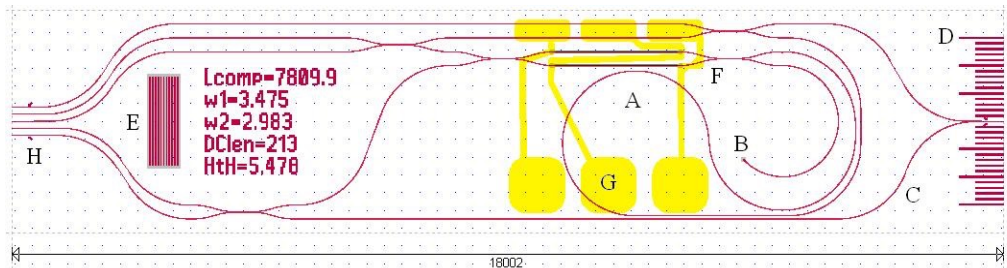 D
Lcomp=7809.9
w1=3.475
w2=2.983
DClen=213
HtH=5.478
F
A
E
B
H
G
C
18002